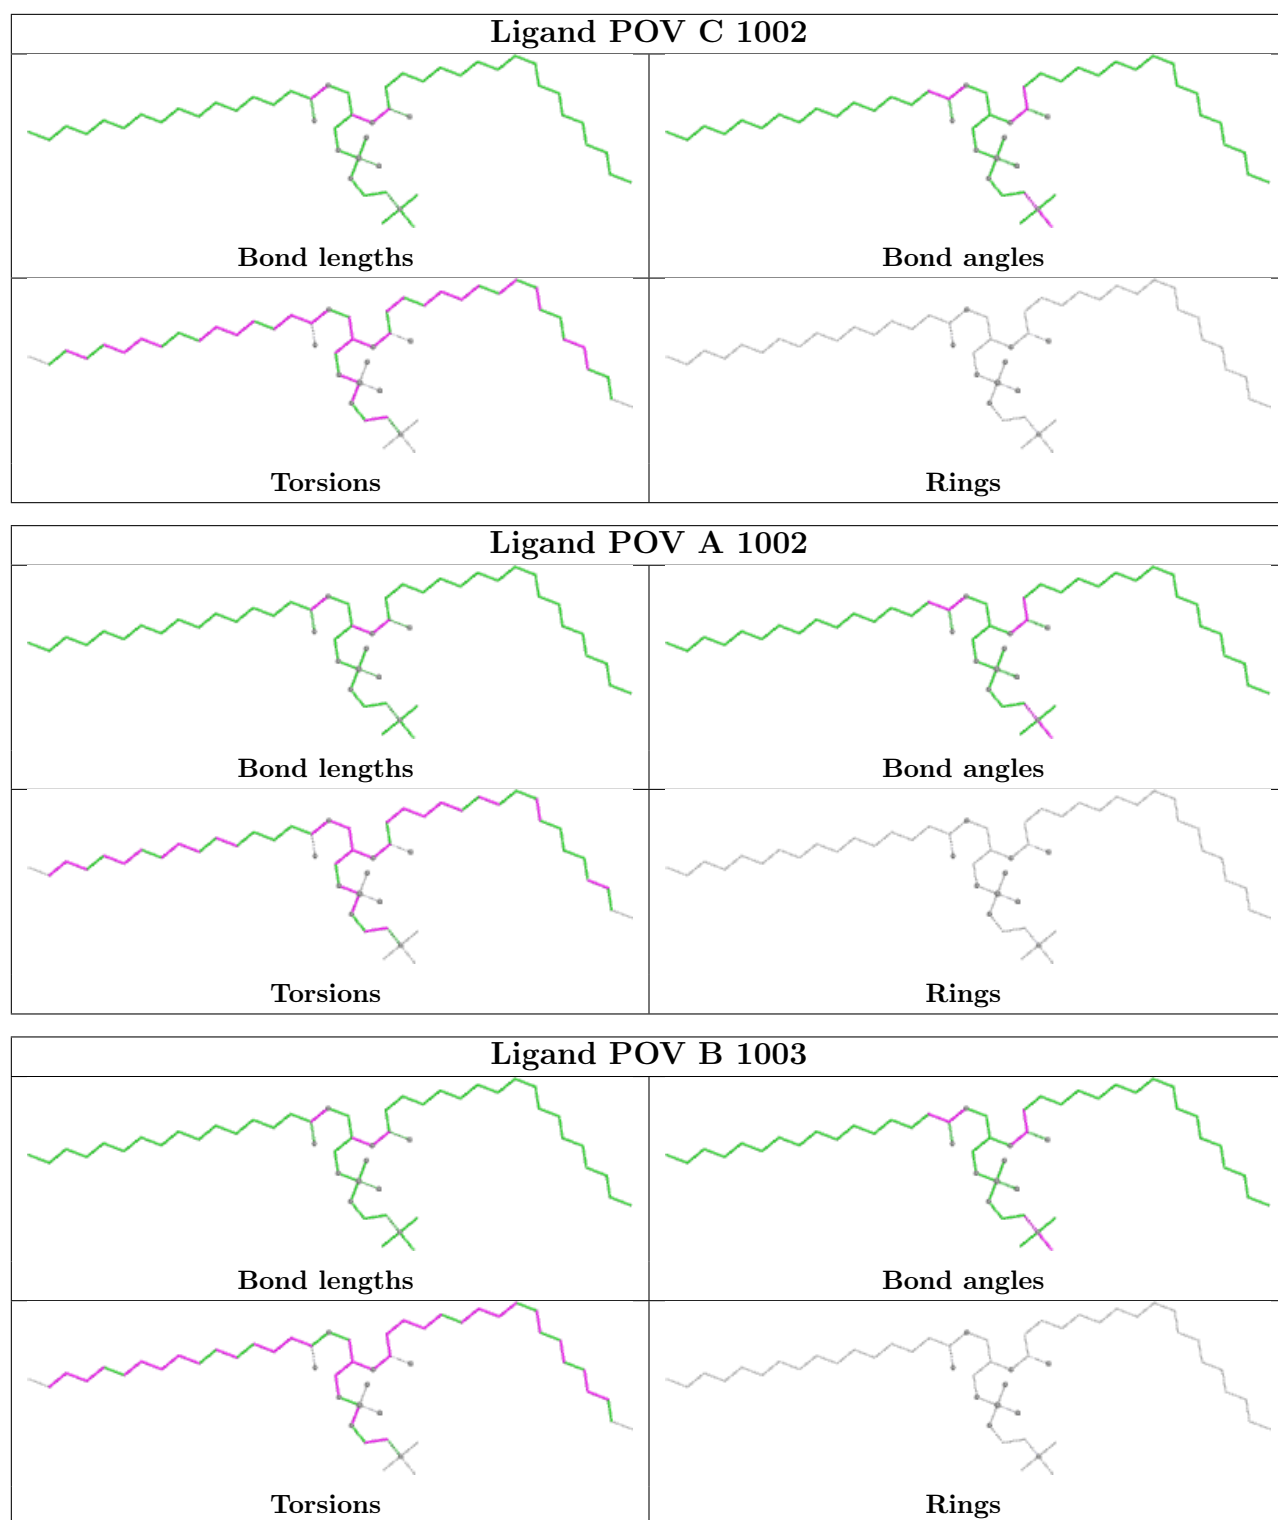 Ligand POV C 1002
Bond lengths
Bond angles
Torsions
Rings
Ligand POV A 1002
Bond lengths
Bond angles
Torsions
Rings
Ligand POV B 1003
Bond lengths
Bond angles
Torsions
Rings